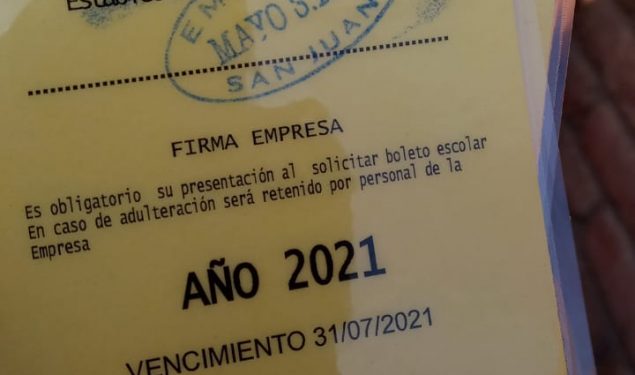 MAYO S.
SAN JUAN
FIRMA EMPRESA
Es obligatorio su presentación al solicitar boleto escolar
En caso de adulteración será retenido por personal de la
Empresa
AÑO 2021
VENCIMIENTO 31/07/2021